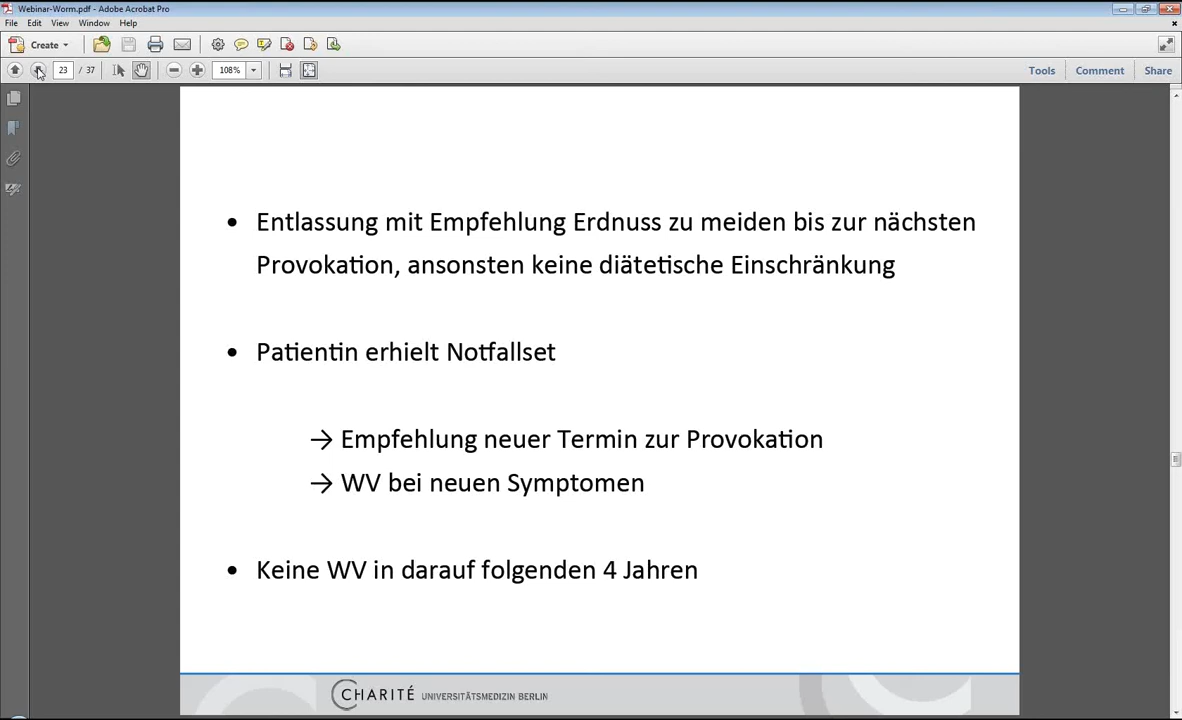 Webinar-Worm.pdf - Adobe Acrobat Pro
File Edit View Window Help
Create
23 / 37 108% Tools Comment Share
• Entlassung mit Empfehlung Erdnuss zu meiden bis zur nächsten
Provokation, ansonsten keine diätetische Einschränkung
• Patientin erhielt Notfallset
→ Empfehlung neuer Termin zur Provokation
→ WV bei neuen Symptomen
• Keine WV in darauf folgenden 4 Jahren
CHARITÉ UNIVERSITÄTSMEDIZIN BERLIN